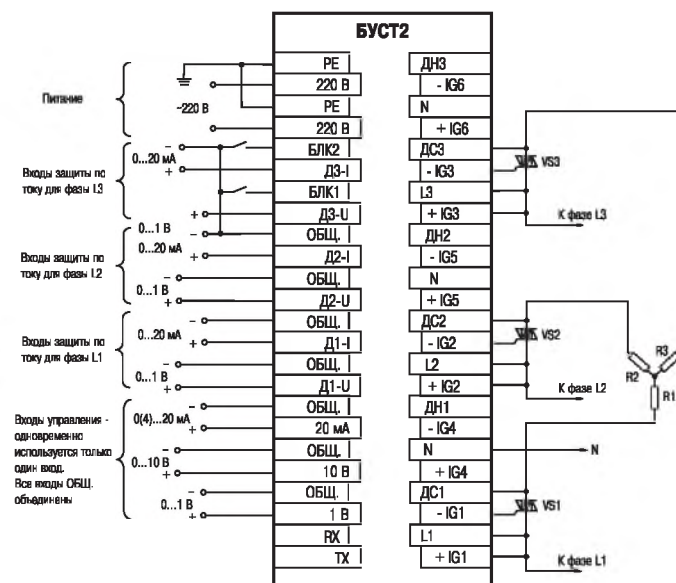 БУСТ2
Питание
~220 В
Входы защиты по
току для фазы L3
− 0...20 мА +
+
Входы защиты по
току для фазы L2
0...1 В −
0...20 мА +
− 0...1 В +
Входы защиты по
току для фазы L1
− 0...20 мА +
− 0...1 В +
Входы управления -
одновременно
используется только
один вход.
Все входы ОБЩ.
объединены
− 0(4)...20 мА +
− 0...10 В +
− 0...1 В +
PE
220 В
PE
220 В
БЛК2
Д3-I
БЛК1
Д3-U
ОБЩ.
Д2-I
ОБЩ.
Д2-U
ОБЩ.
Д1-I
ОБЩ.
Д1-U
ОБЩ.
20 мА
ОБЩ.
10 В
ОБЩ.
1 В
RX
TX
ДН3
- IG6
N
+ IG6
ДС3
- IG3
L3
+ IG3
ДН2
- IG5
N
+ IG5
ДС2
- IG2
L2
+ IG2
ДН1
- IG4
N
+ IG4
ДС1
- IG1
L1
+ IG1
VS3
К фазе L3
VS2
К фазе L2
R2
R3
R1
N
VS1
К фазе L1